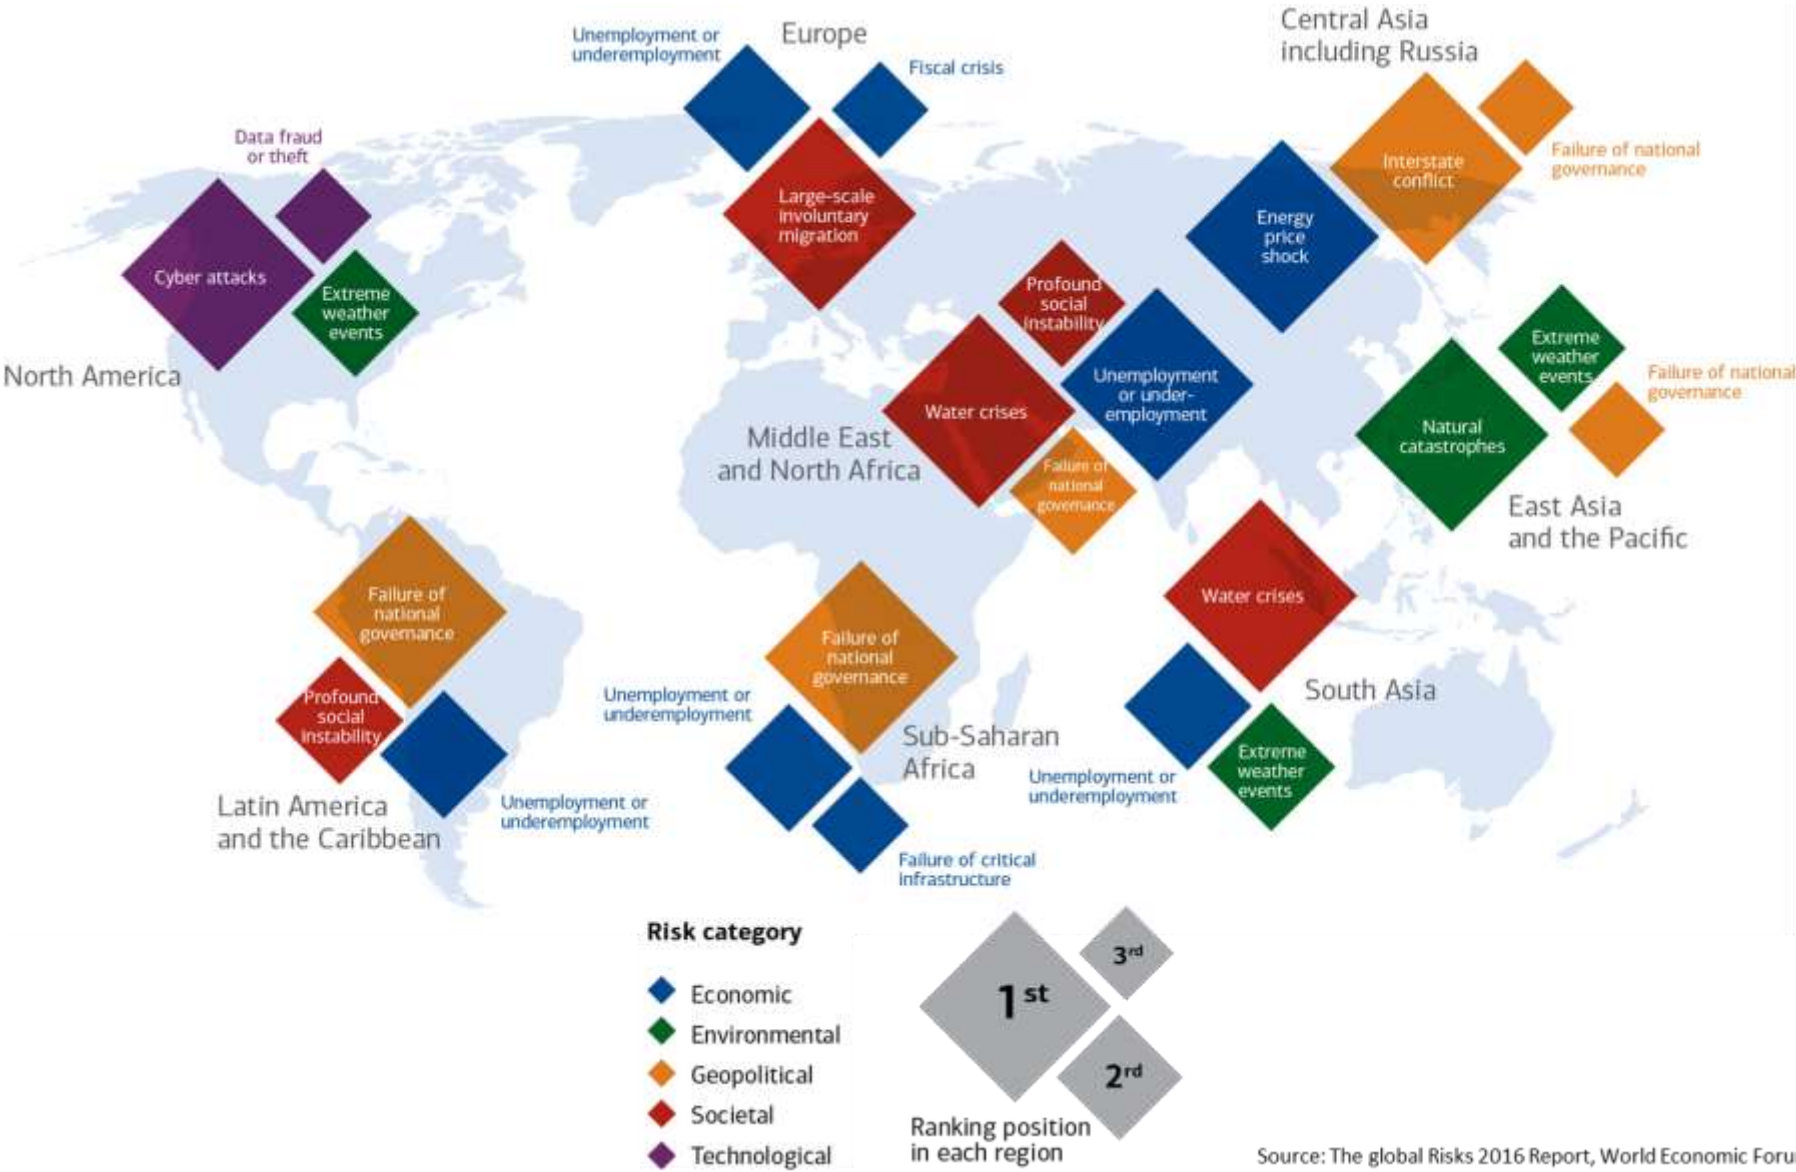 Europe
Unemployment or
underemployment
Fiscal crisis
Large-scale
involuntary
migration
Central Asia
including Russia
Interstate
conflict
Failure of national
governance
Energy
price
shock
Data fraud
or theft
Cyber attacks
Extreme
weather
events
North America
Profound
social
instability
Water crises
Unemployment
or under-
employment
Failure of
national
governance
Middle East
and North Africa
Extreme
weather
events
Failure of national
governance
Natural
catastrophes
East Asia
and the Pacific
Failure of
national
governance
Profound
social
instability
Unemployment or
underemployment
Latin America
and the Caribbean
Failure of
national
governance
Unemployment or
underemployment
Sub-Saharan
Africa
Failure of critical
infrastructure
Water crises
South Asia
Unemployment or
underemployment
Extreme
weather
events
Risk category
Economic
Environmental
Geopolitical
Societal
Technological
1st
3rd
2rd
Ranking position
in each region
Source: The global Risks 2016 Report, World Economic Foru